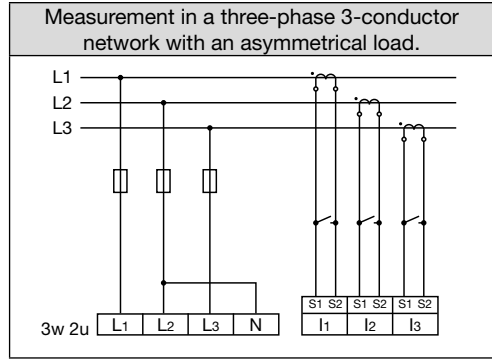 Measurement in a three-phase 3-conductor
network with an asymmetrical load.
L1
L2
L3
S1 S2 S1 S2 S1 S2
3w 2u L1 L2 L3 N I1 I2 I3